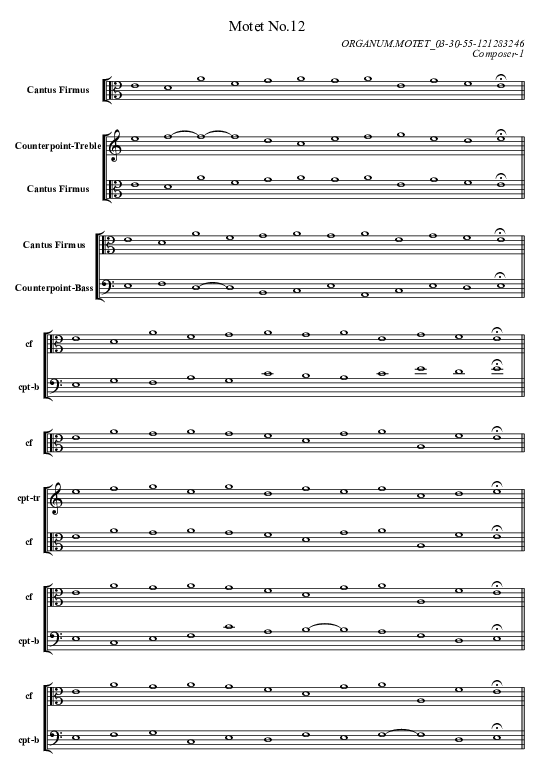 Motet No.12
ORGANUM.MOTET_03-30-55-121283246
Composer-1
Cantus Firmus
Counterpoint-Treble
Cantus Firmus
Cantus Firmus
Counterpoint-Bass
cf
cpt-b
cf
cpt-tr
cf
cf
cpt-b
cf
cpt-b